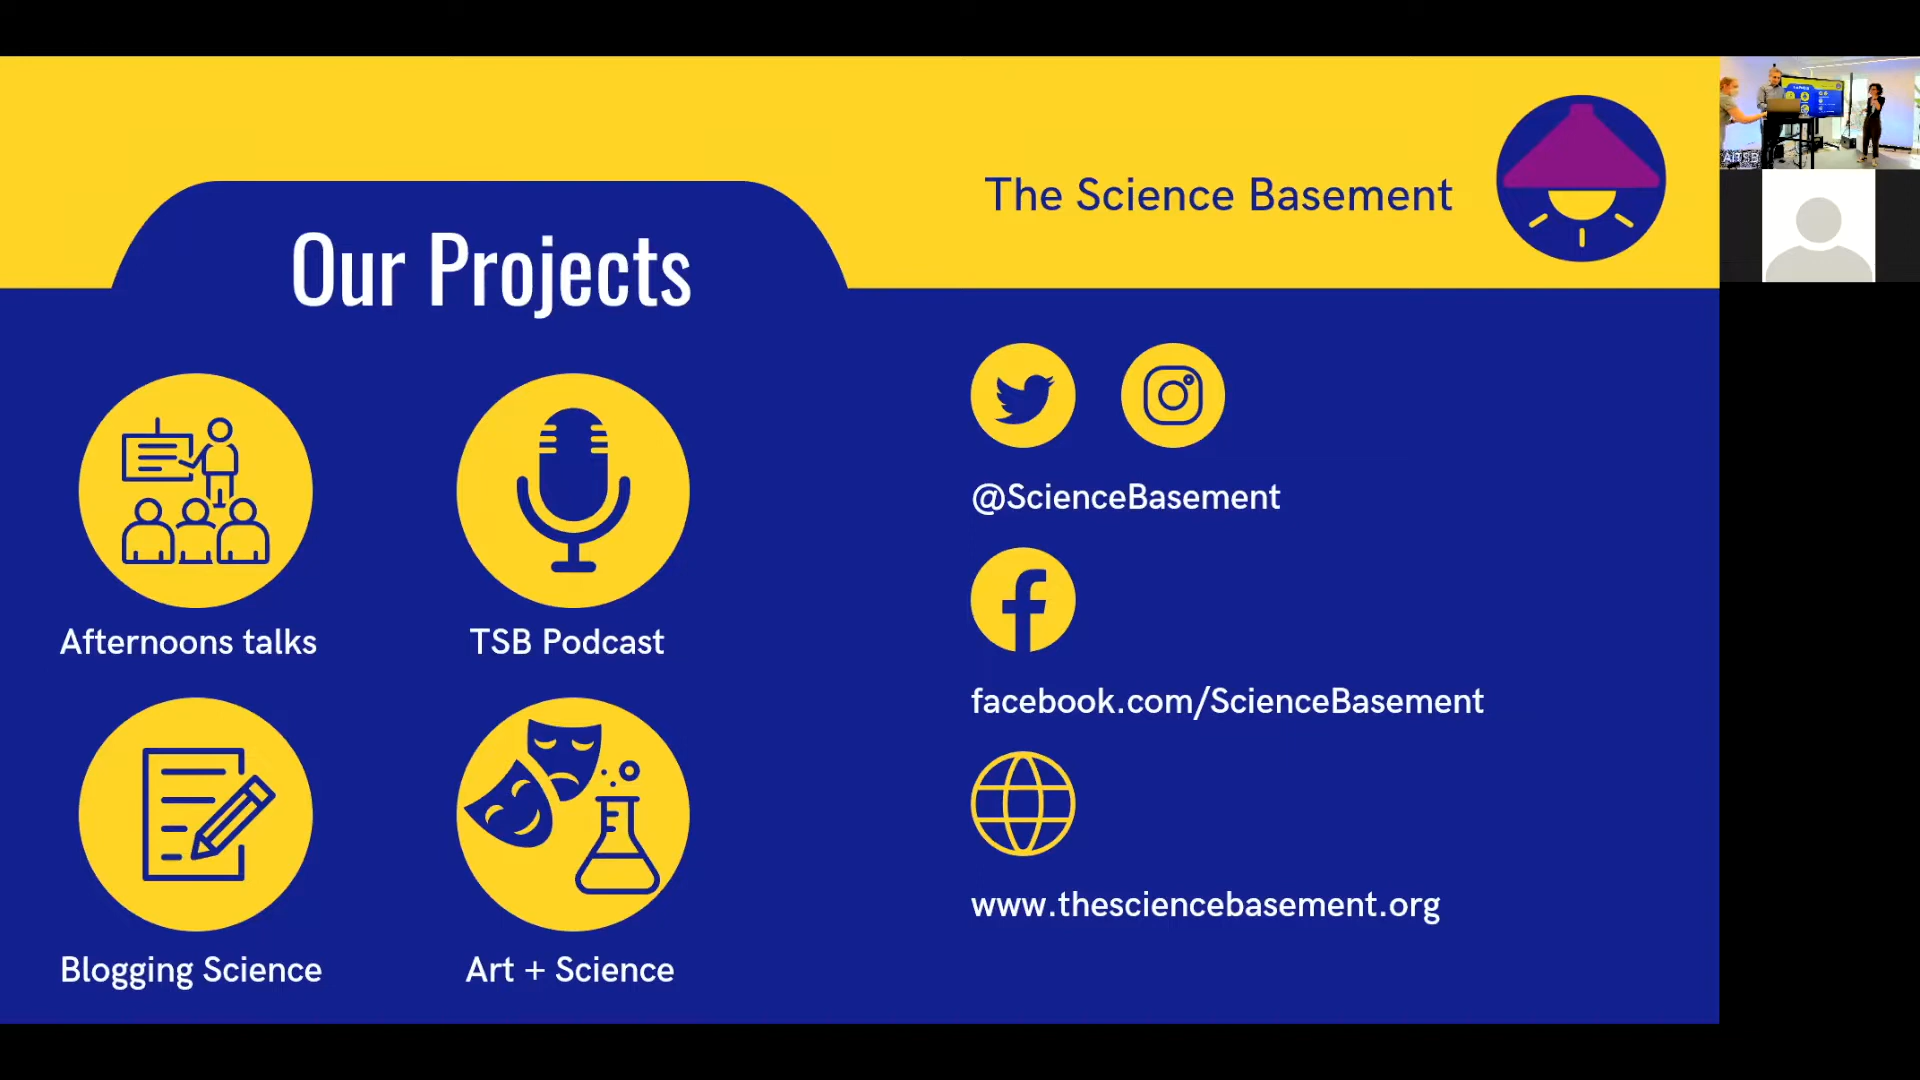 The Science Basement
Our Projects
@ScienceBasement
Afternoons talks
TSB Podcast
facebook.com/ScienceBasement
www.thesciencebasement.org
Blogging Science
Art + Science
AITSB